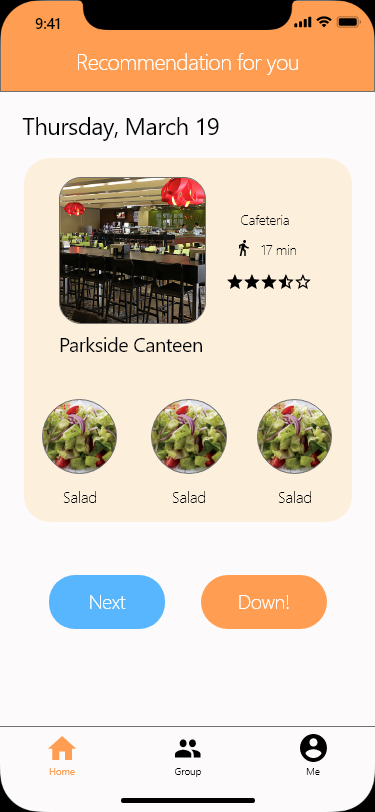 9:41
Recommendation for you
Thursday, March 19
Cafeteria
17 min
Parkside Canteen
Salad
Salad
Salad
Next
Down!
Home
Group
Me